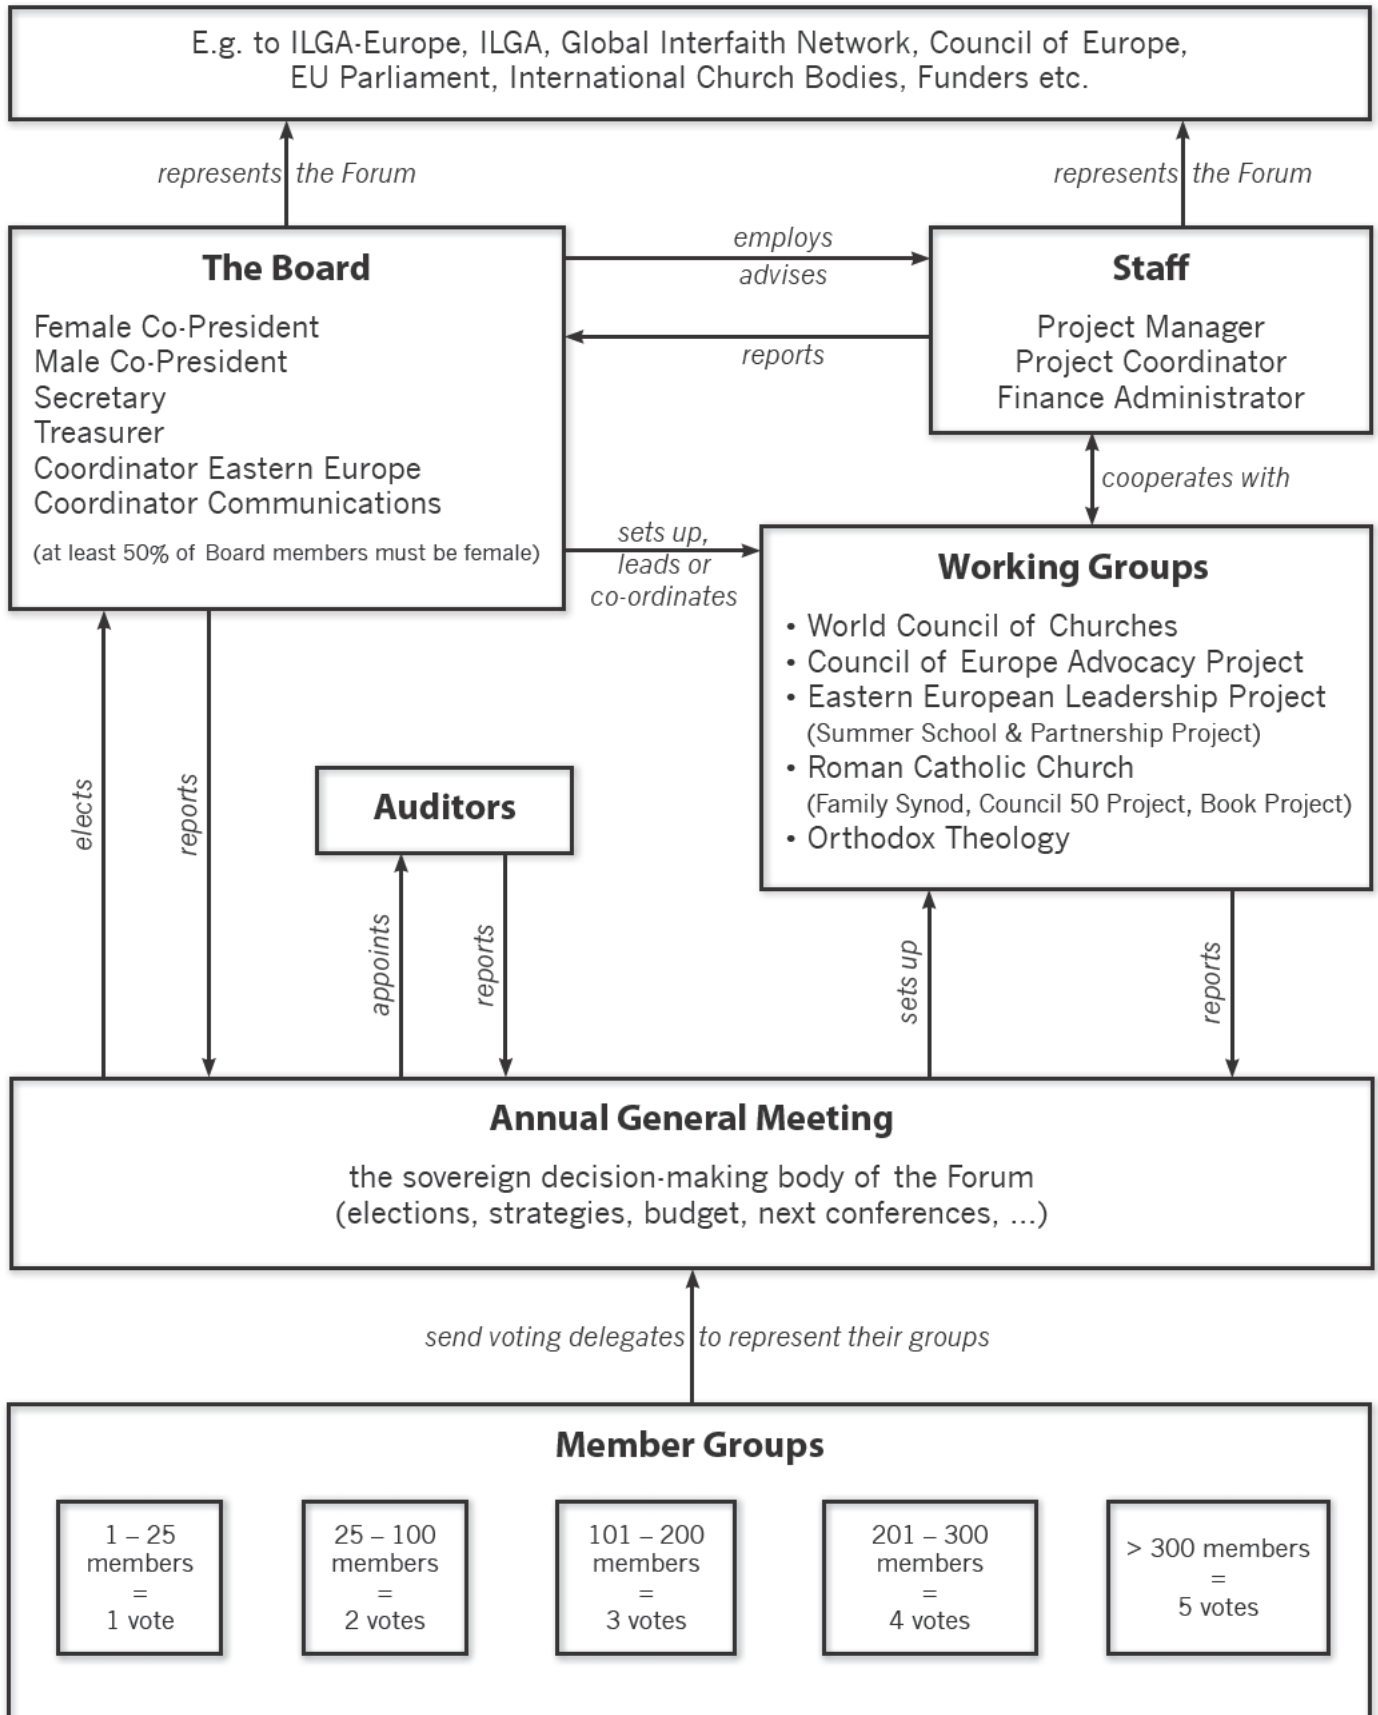 E.g. to ILGA-Europe, ILGA, Global Interfaith Network, Council of Europe,
EU Parliament, International Church Bodies, Funders etc.
represents the Forum
represents the Forum
The Board
Female Co-President
Male Co-President
Secretary
Treasurer
Coordinator Eastern Europe
Coordinator Communications
(at least 50% of Board members must be female)
employs
advises
reports
Staff
Project Manager
Project Coordinator
Finance Administrator
cooperates with
sets up,
leads or
co-ordinates
Working Groups
• World Council of Churches
• Council of Europe Advocacy Project
• Eastern European Leadership Project
(Summer School & Partnership Project)
• Roman Catholic Church
(Family Synod, Council 50 Project, Book Project)
• Orthodox Theology
elects
reports
Auditors
appoints
reports
sets up
reports
Annual General Meeting
the sovereign decision-making body of the Forum
(elections, strategies, budget, next conferences, ...)
send voting delegates to represent their groups
Member Groups
1 – 25
members
=
1 vote
25 – 100
members
=
2 votes
101 – 200
members
=
3 votes
201 – 300
members
=
4 votes
> 300 members
=
5 votes